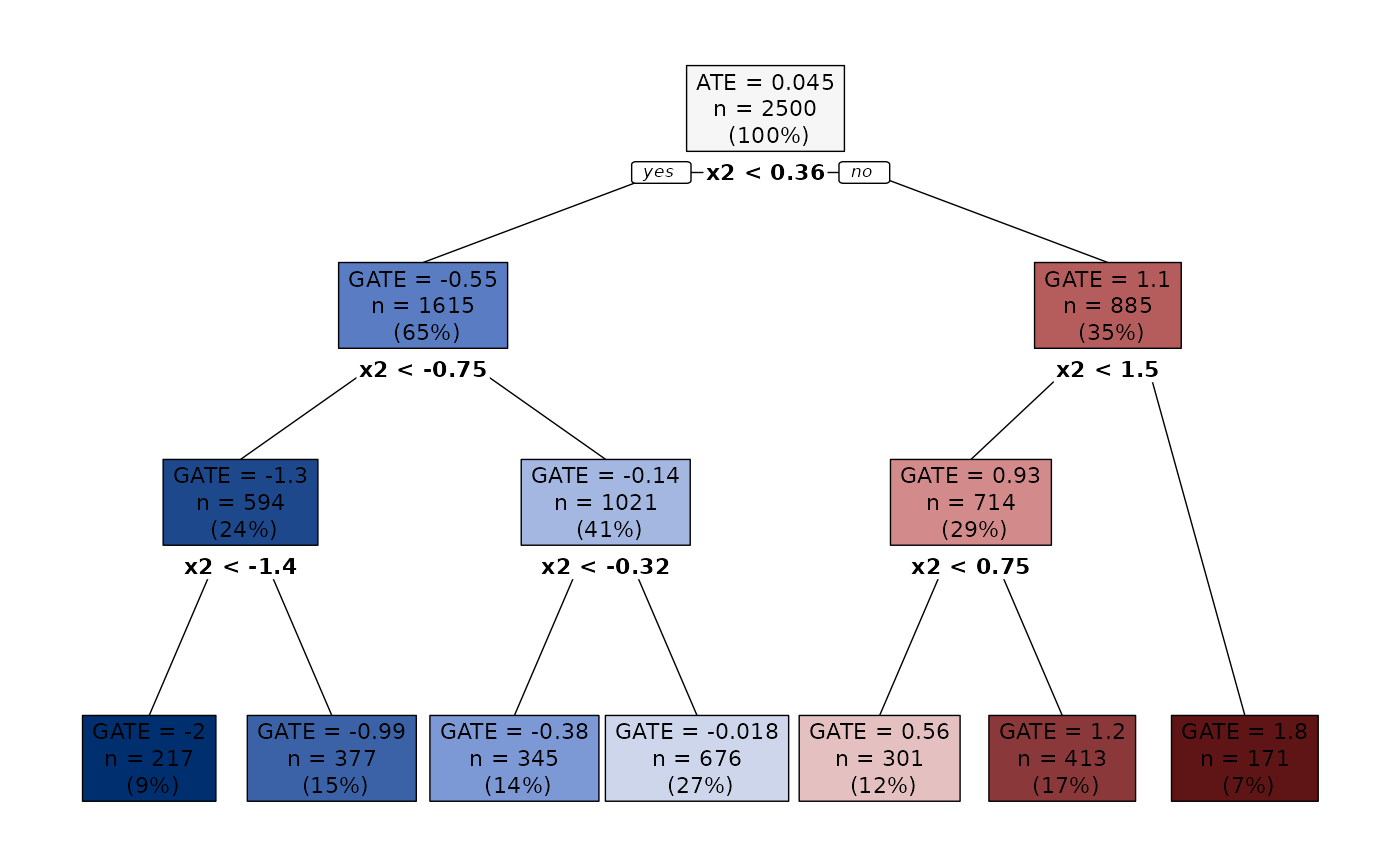 ATE = 0.045
n = 2500
(100%)
yes x2 < 0.36 no
GATE = -0.55
n = 1615
(65%)
x2 < -0.75
GATE = 1.1
n = 885
(35%)
x2 < 1.5
GATE = -1.3
n = 594
(24%)
x2 < -1.4
GATE = -0.14
n = 1021
(41%)
x2 < -0.32
GATE = 0.93
n = 714
(29%)
x2 < 0.75
GATE = -2
n = 217
(9%)
GATE = -0.99
n = 377
(15%)
GATE = -0.38
n = 345
(14%)
GATE = -0.018
n = 676
(27%)
GATE = 0.56
n = 301
(12%)
GATE = 1.2
n = 413
(17%)
GATE = 1.8
n = 171
(7%)